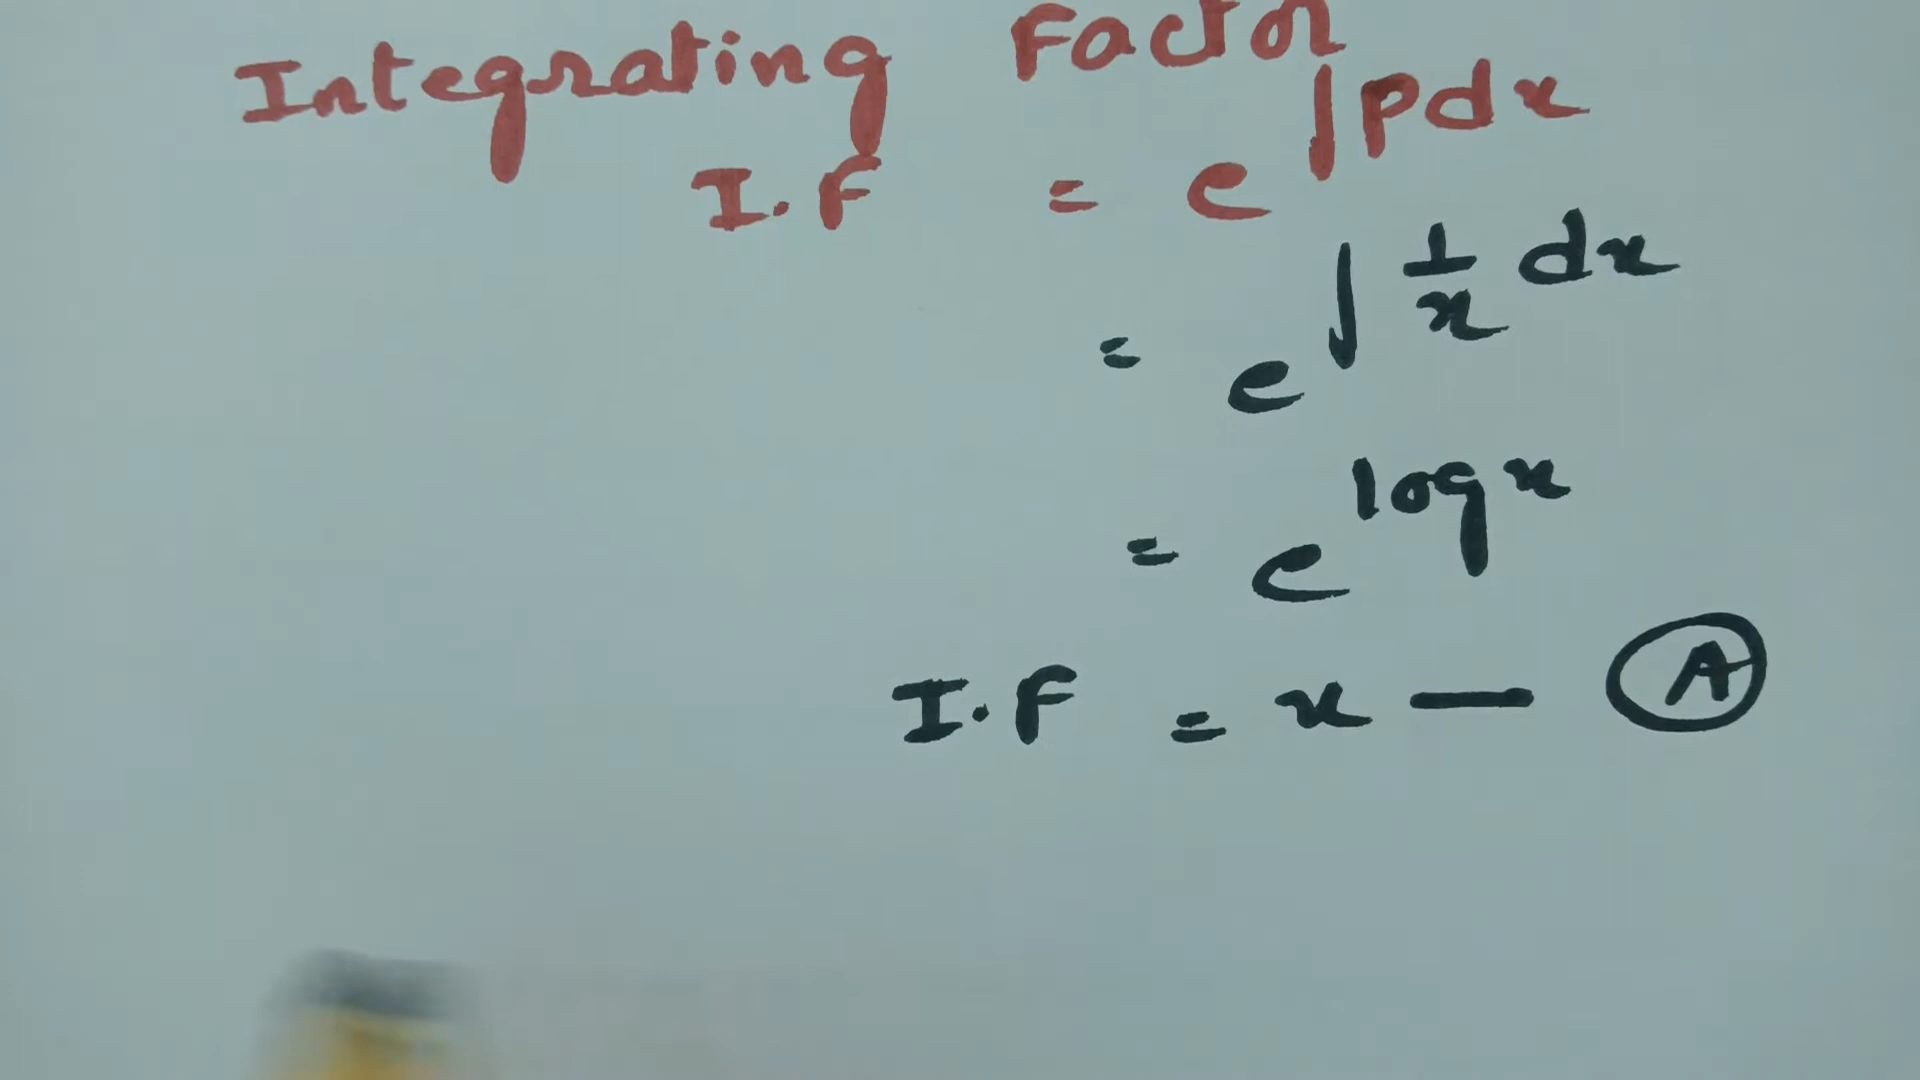 Integrating Factor
I.F = e^∫Pdx
= e^∫ 1/x dx
= e^log x
I.F = x — A